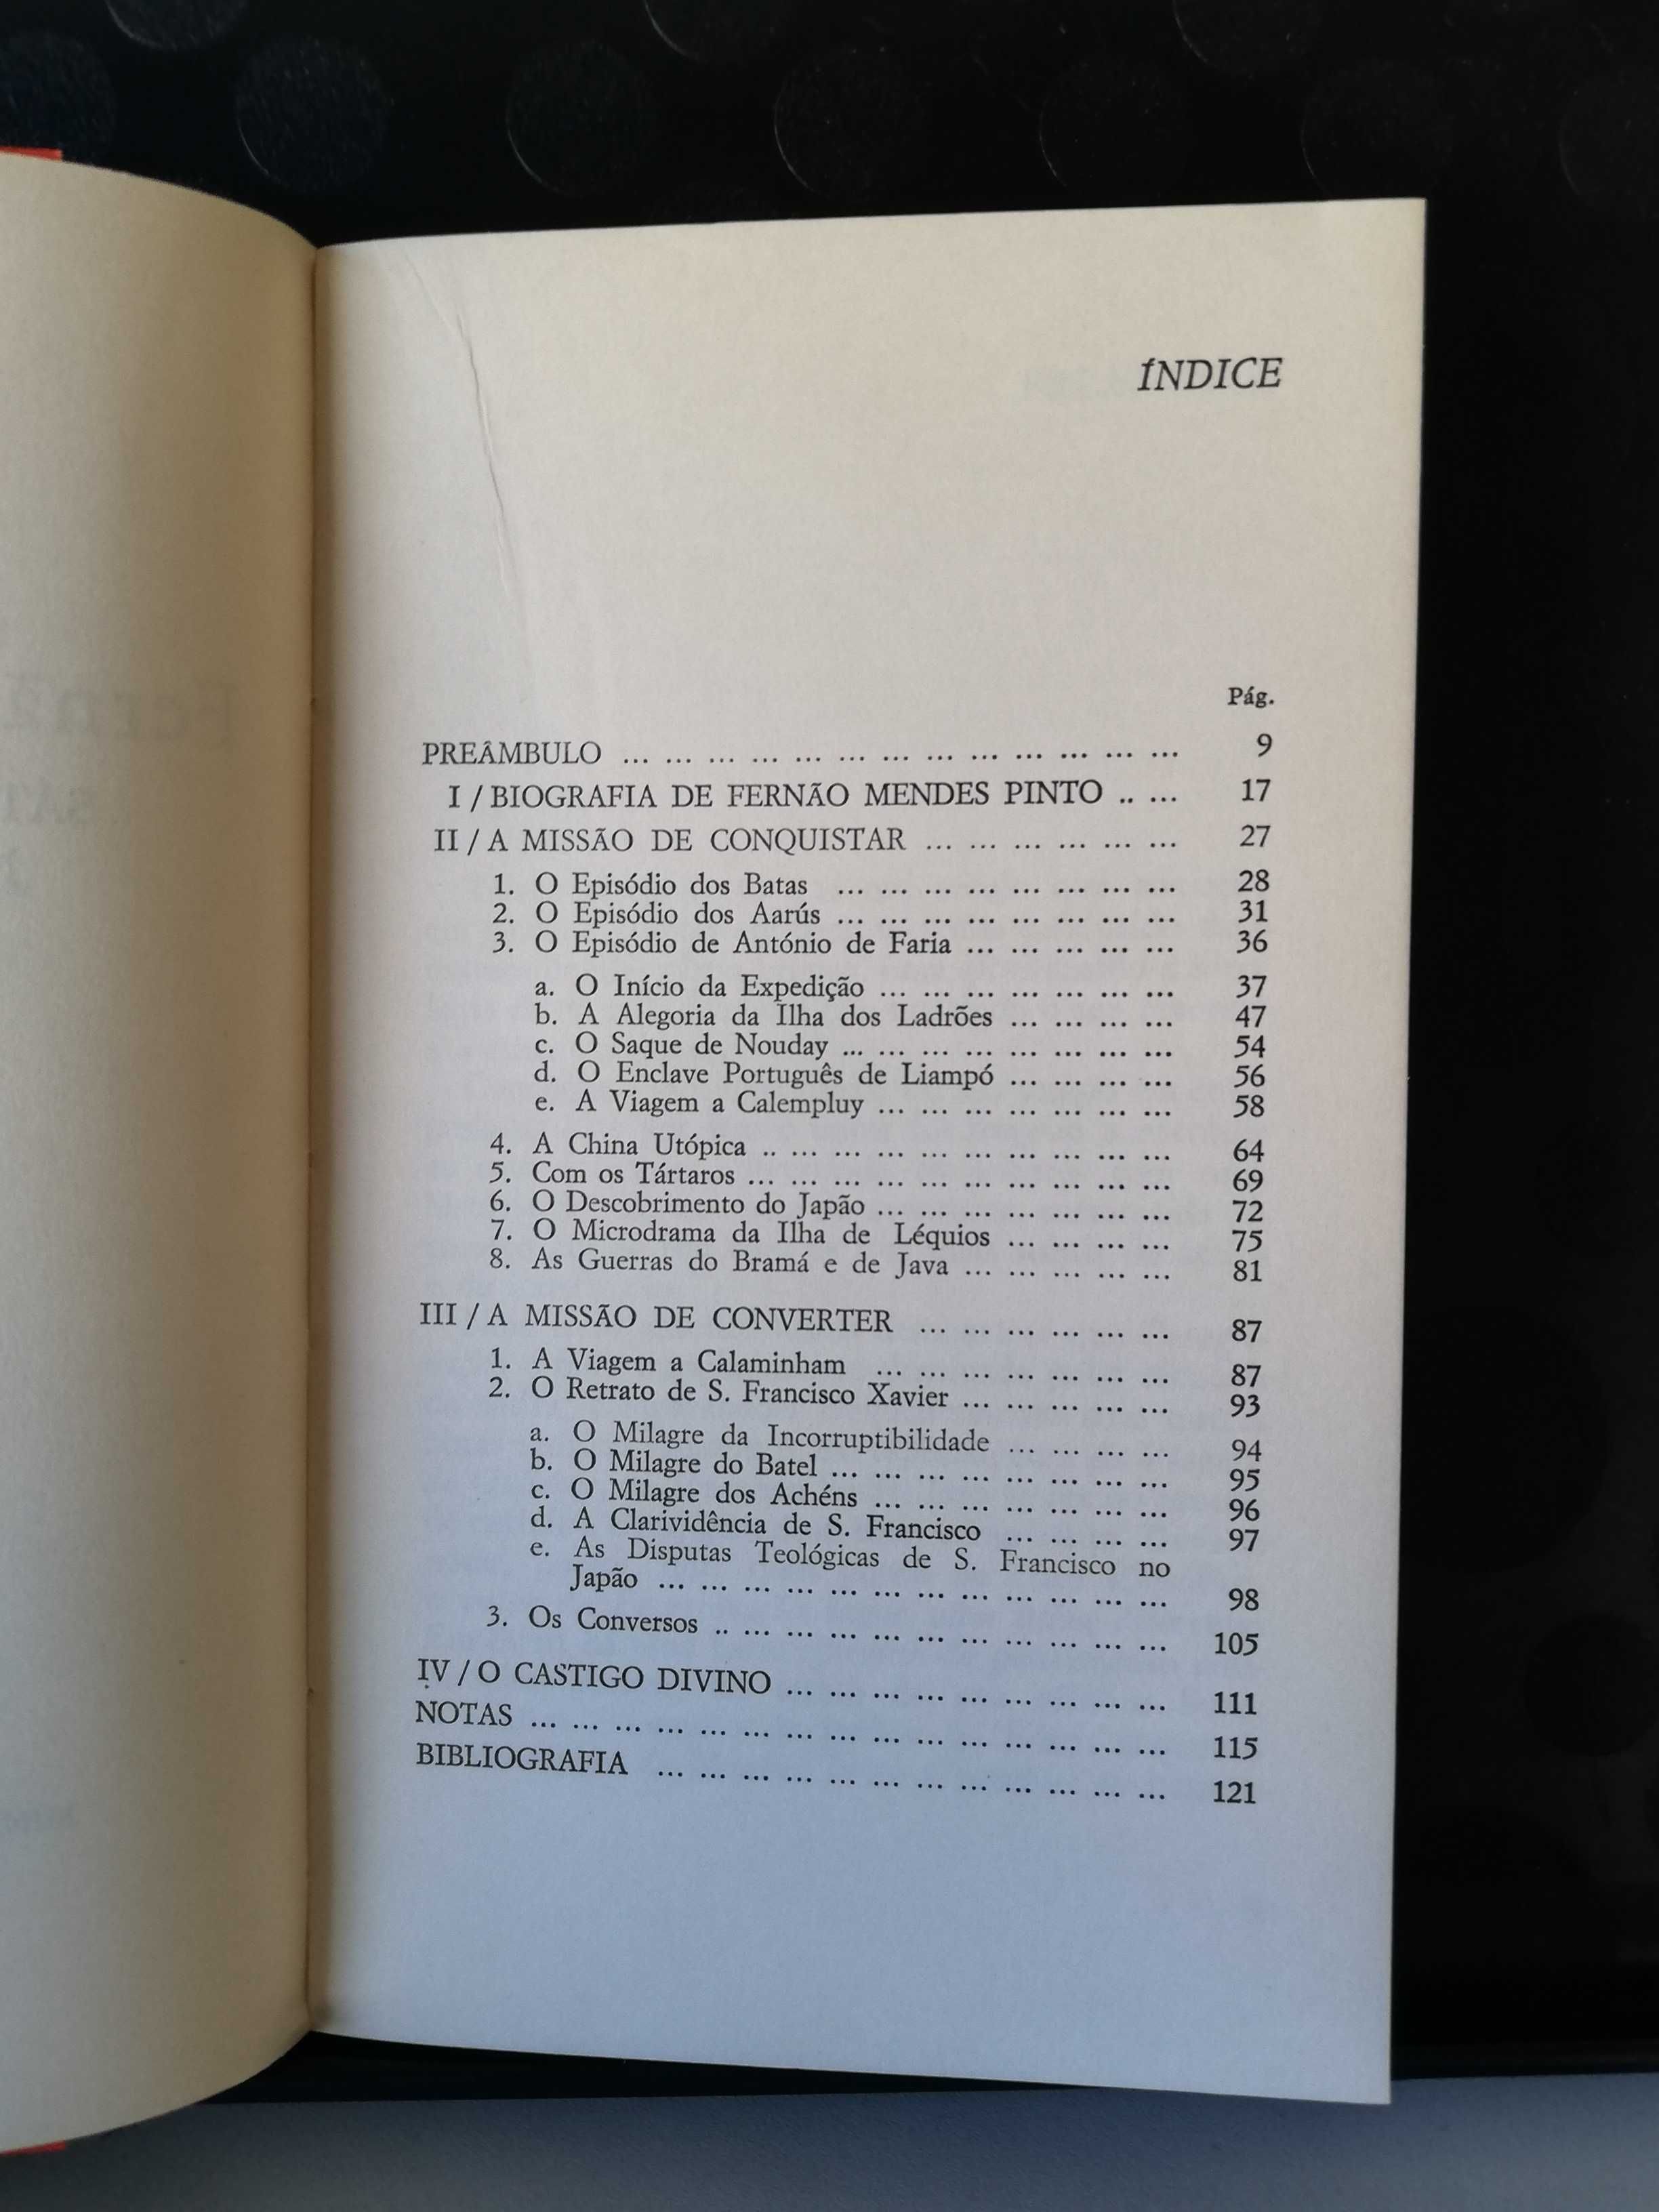 ÍNDICE
Pág.
PREÂMBULO ... ... ... ... ... ... ... ... ... ... ... ... ... 9
I / BIOGRAFIA DE FERNÃO MENDES PINTO .. ... 17
II / A MISSÃO DE CONQUISTAR ... ... ... ... ... ... 27
1. O Episódio dos Batas ... ... ... ... ... ... ... ... 28
2. O Episódio dos Aarús ... ... ... ... ... ... ... ... 31
3. O Episódio de António de Faria ... ... ... ... ... 36
a. O Início da Expedição ... ... ... ... ... ... ... 37
b. A Alegoria da Ilha dos Ladrões ... ... ... ... 47
c. O Saque de Nouday ... ... ... ... ... ... ... ... 54
d. O Enclave Português de Liampó ... ... ... ... 56
e. A Viagem a Calempluy ... ... ... ... ... ... ... 58
4. A China Utópica .. ... ... ... ... ... ... ... ... ... 64
5. Com os Tártaros ... ... ... ... ... ... ... ... ... ... 69
6. O Descobrimento do Japão ... ... ... ... ... ... ... 72
7. O Microdrama da Ilha de Léquios ... ... ... ... 75
8. As Guerras do Bramá e de Java ... ... ... ... ... 81
III / A MISSÃO DE CONVERTER ... ... ... ... ... ... 87
1. A Viagem a Calaminham ... ... ... ... ... ... ... 87
2. O Retrato de S. Francisco Xavier ... ... ... ... ... 93
a. O Milagre da Incorruptibilidade ... ... ... ... 94
b. O Milagre do Batel ... ... ... ... ... ... ... ... 95
c. O Milagre dos Achéns ... ... ... ... ... ... ... 96
d. A Clarividência de S. Francisco ... ... ... ... 97
e. As Disputas Teológicas de S. Francisco no
Japão ... ... ... ... ... ... ... ... ... ... ... ... 98
3. Os Conversos .. ... ... ... ... ... ... ... ... ... ... 105
IV / O CASTIGO DIVINO ... ... ... ... ... ... ... ... ... 111
NOTAS ... ... ... ... ... ... ... ... ... ... ... ... ... ... ... 115
BIBLIOGRAFIA ... ... ... ... ... ... ... ... ... ... ... ... 121